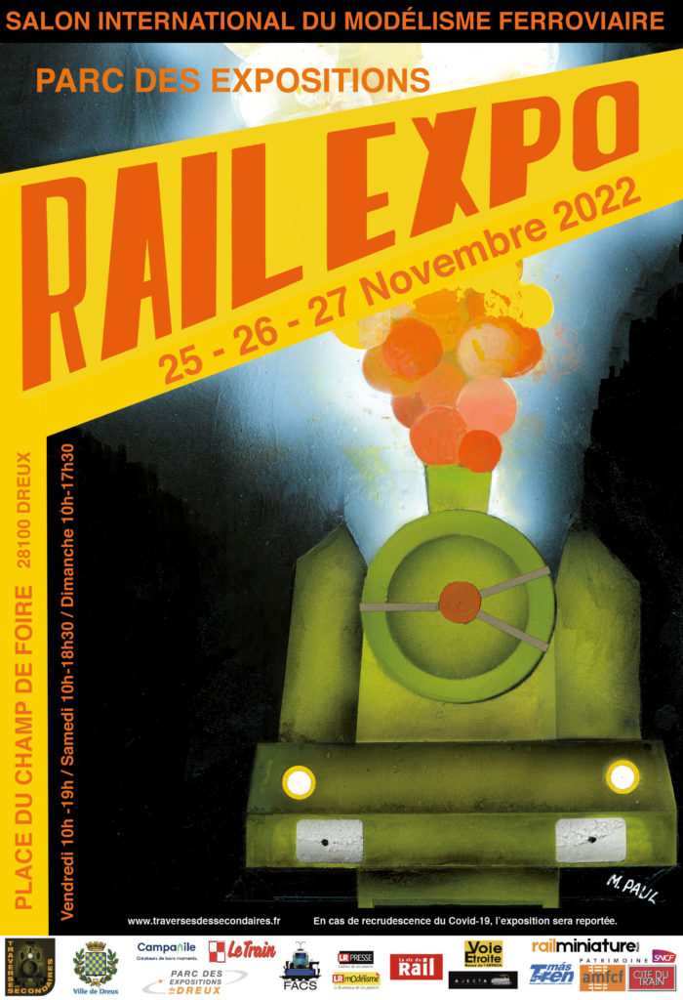 SALON INTERNATIONAL DU MODÉLISME FERROVIAIRE
PARC DES EXPOSITIONS
RAIL EXPO
25 - 26 - 27 Novembre 2022
PLACE DU CHAMP DE FOIRE 28100 DREUX
Vendredi 10h -19h / Samedi 10h-18h30 / Dimanche 10h-17h30
M. PAUL
www.traversesdessecondaires.fr
En cas de recrudescence du Covid-19, l'exposition sera reportée.
TRAVERSES
SECONDAIRES
Ville de Dreux
Campanile
Créateurs de bons moments.
Le Train
PARC DES
EXPOSITIONS
DREUX
FACS
LR PRESSE
LR mODélISME
La vie du
Rail
Voie
Etroite
AJECTA
railminiature
Tren
más
PATRIMOINE
SNCF
amfcf
CITÉ DU
TRAIN